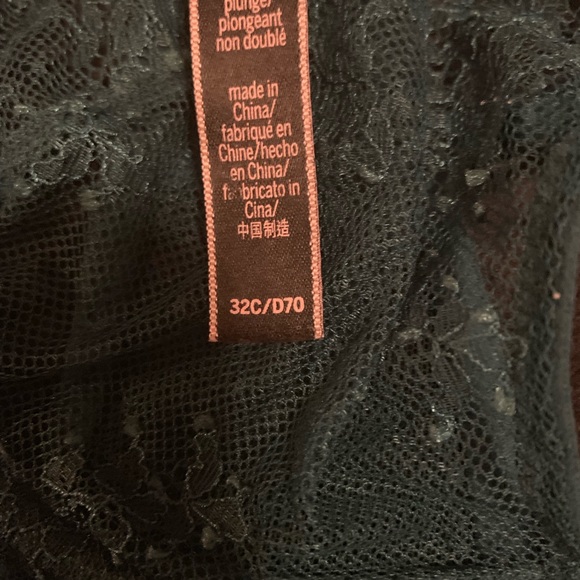 plunge/
plongeant
non doublé
made in
China/
fabriqué en
Chine/hecho
en China/
fabbricato in
Cina/
中国制造
32C/D70